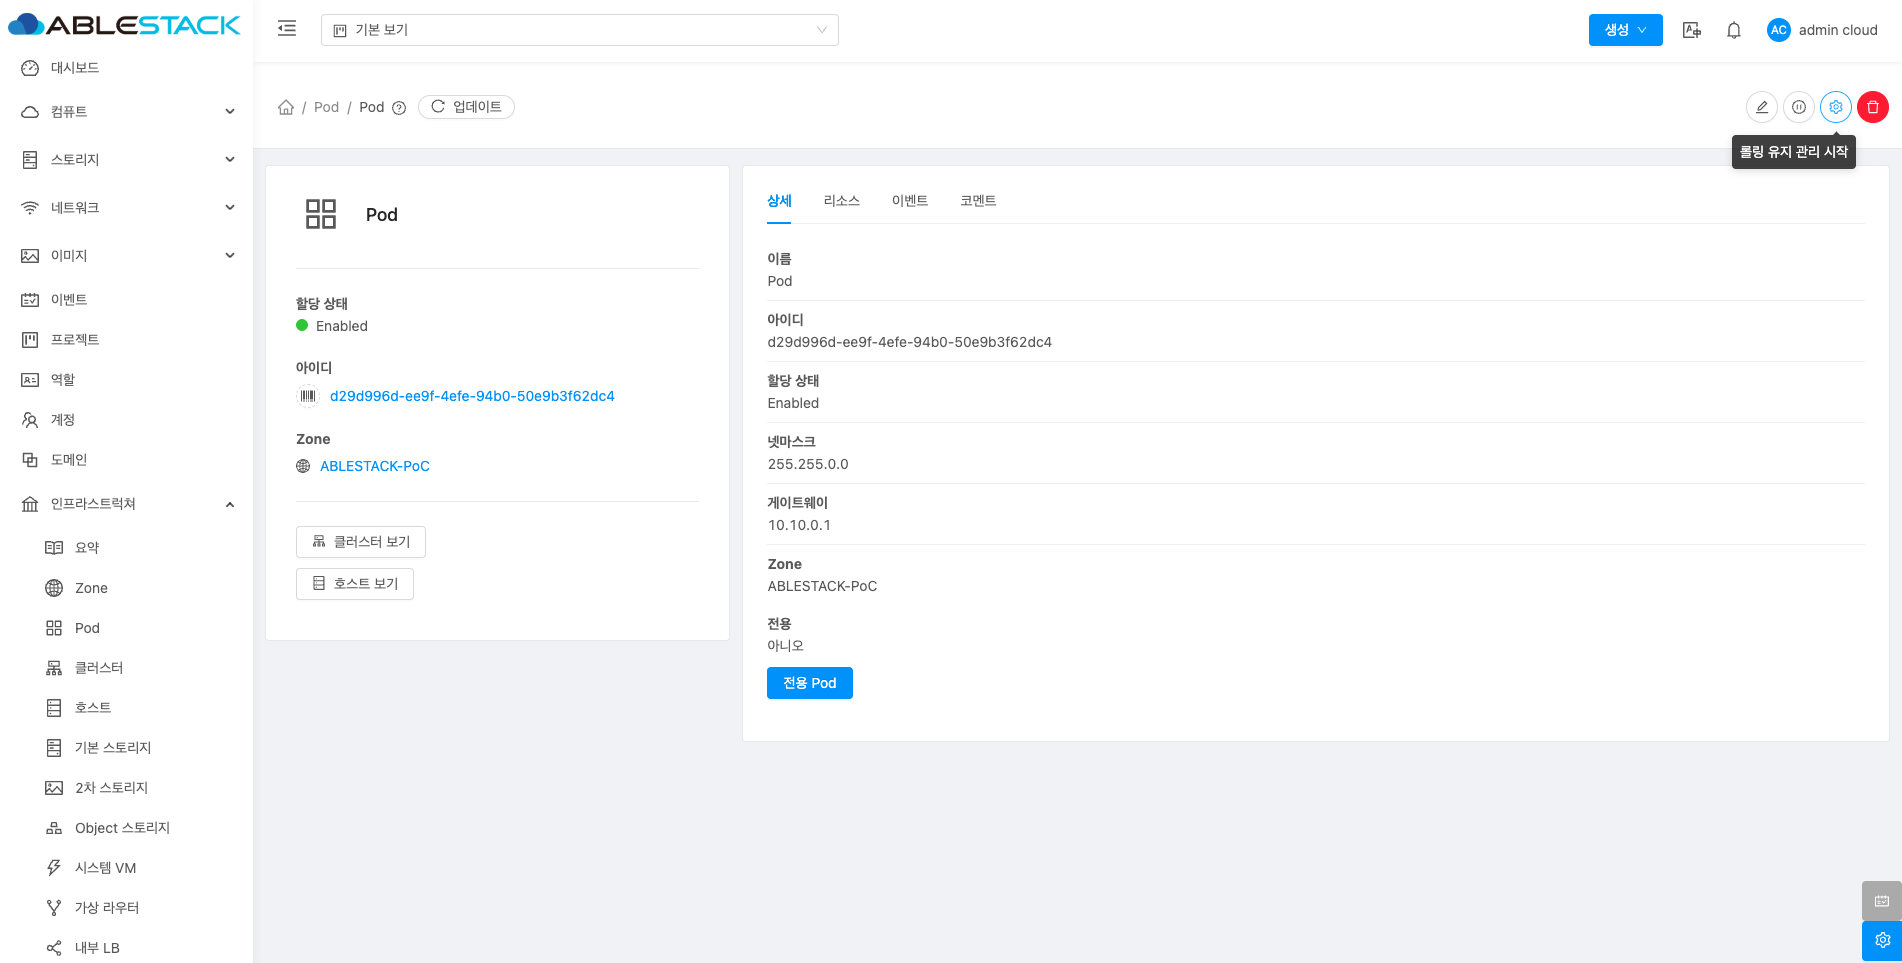 ABLESTACK
기본 보기
생성
AC
admin cloud
대시보드
컴퓨트
스토리지
네트워크
이미지
이벤트
프로젝트
역할
계정
도메인
인프라스트럭쳐
요약
Zone
Pod
클러스터
호스트
기본 스토리지
2차 스토리지
Object 스토리지
시스템 VM
가상 라우터
내부 LB
/ Pod / Pod
업데이트
롤링 유지 관리 시작
Pod
할당 상태
Enabled
아이디
d29d996d-ee9f-4efe-94b0-50e9b3f62dc4
Zone
ABLESTACK-PoC
클러스터 보기
호스트 보기
상세 리소스 이벤트 코멘트
이름
Pod
아이디
d29d996d-ee9f-4efe-94b0-50e9b3f62dc4
할당 상태
Enabled
넷마스크
255.255.0.0
게이트웨이
10.10.0.1
Zone
ABLESTACK-PoC
전용
아니오
전용 Pod